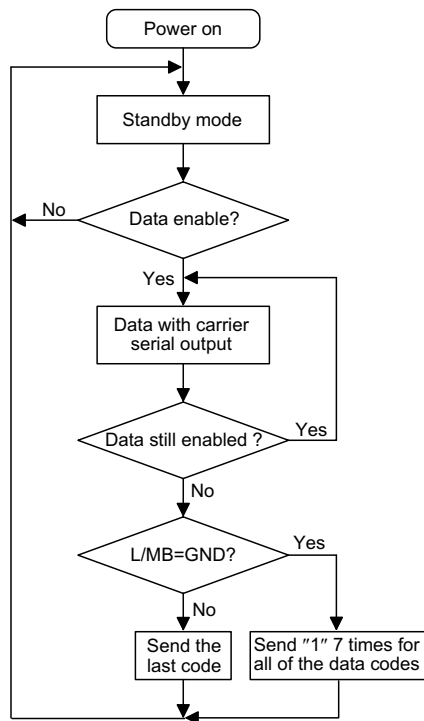 Power on
Standby mode
No
Data enable?
Yes
Data with carrier
serial output
Data still enabled ?
Yes
No
L/MB=GND?
Yes
No
Send the
last code
Send ″1″ 7 times for
all of the data codes